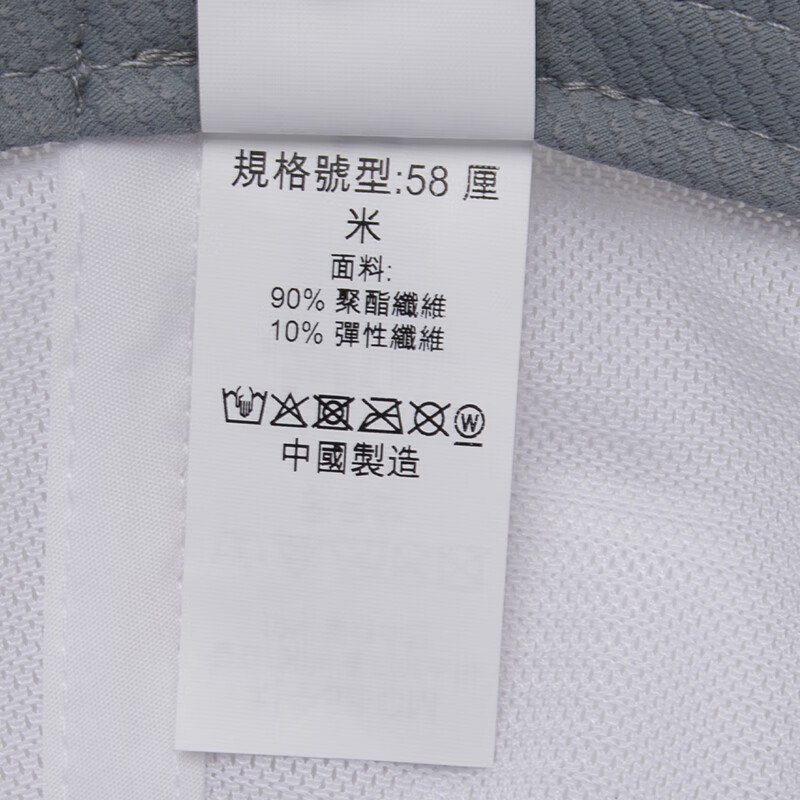 規格號型:58 厘
米
面料:
90% 聚酯纖維
10% 彈性纖維
W
中國製造